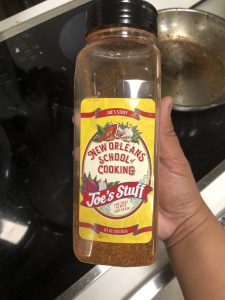 JOE'S STUFF
NEW ORLEANS
SCHOOL of
COOKING
Joe's Stuff